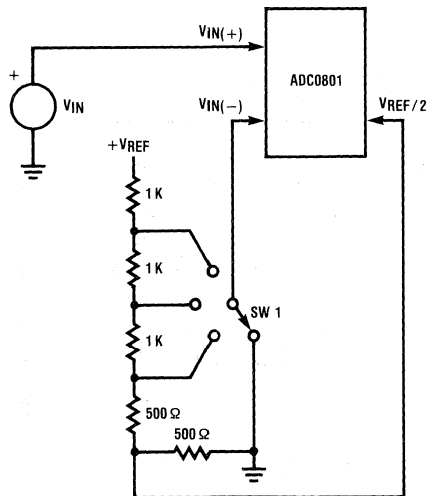 VIN(+)
ADC0801
+
VIN
VIN(−)
VREF/2
+VREF
1 K
1 K
SW 1
1 K
500 Ω
500 Ω